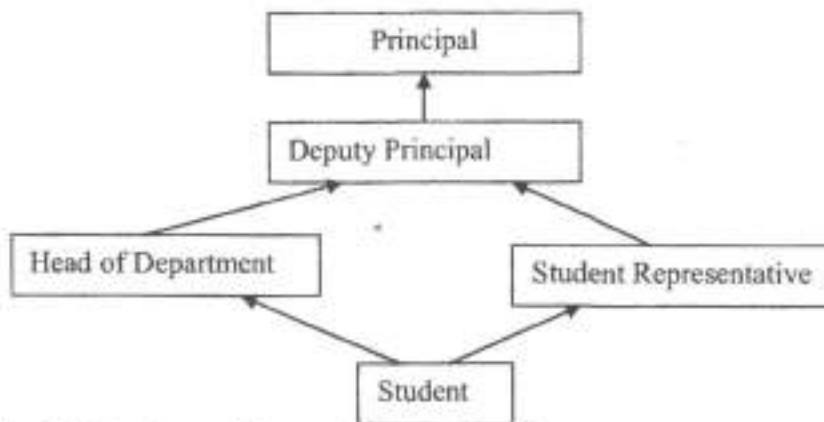 Principal
Deputy Principal
Head of Department
Student Representative
Student